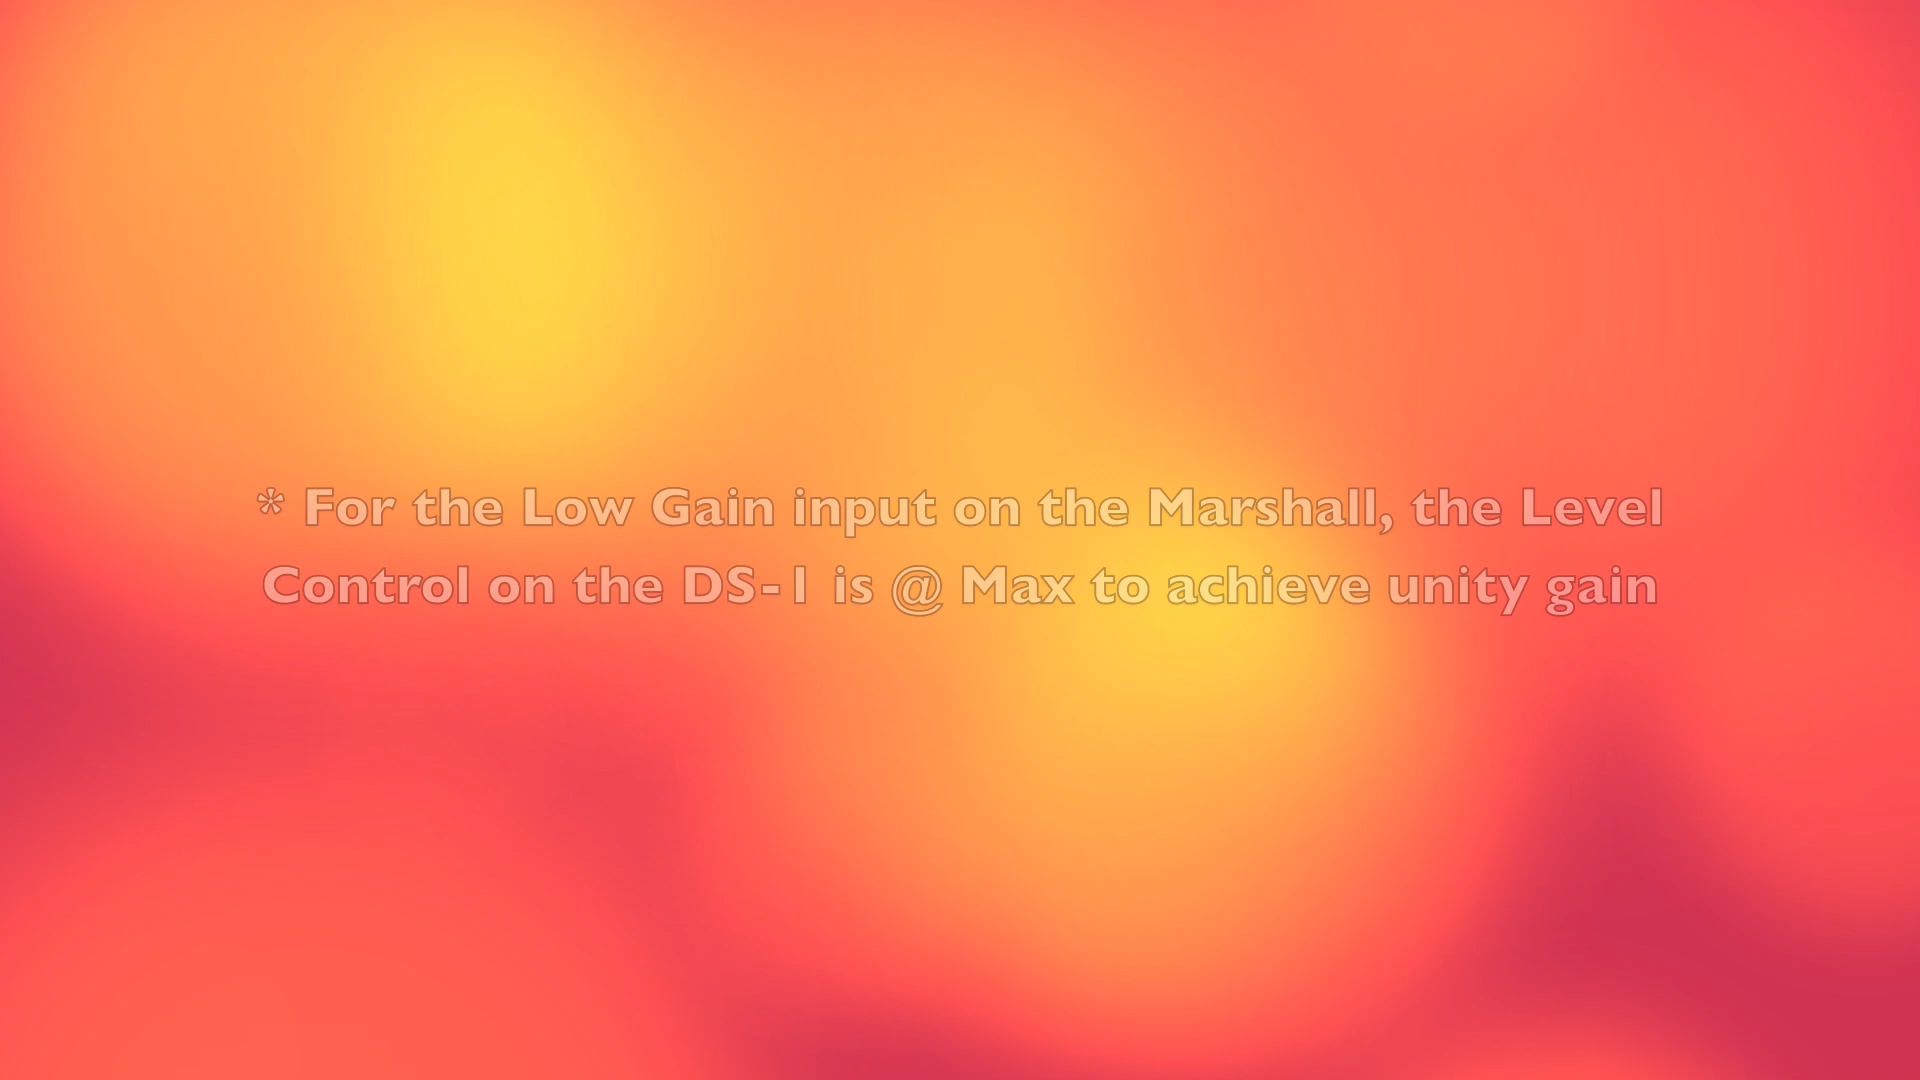 * For the Low Gain input on the Marshall, the Level
Control on the DS-1 is @ Max to achieve unity gain